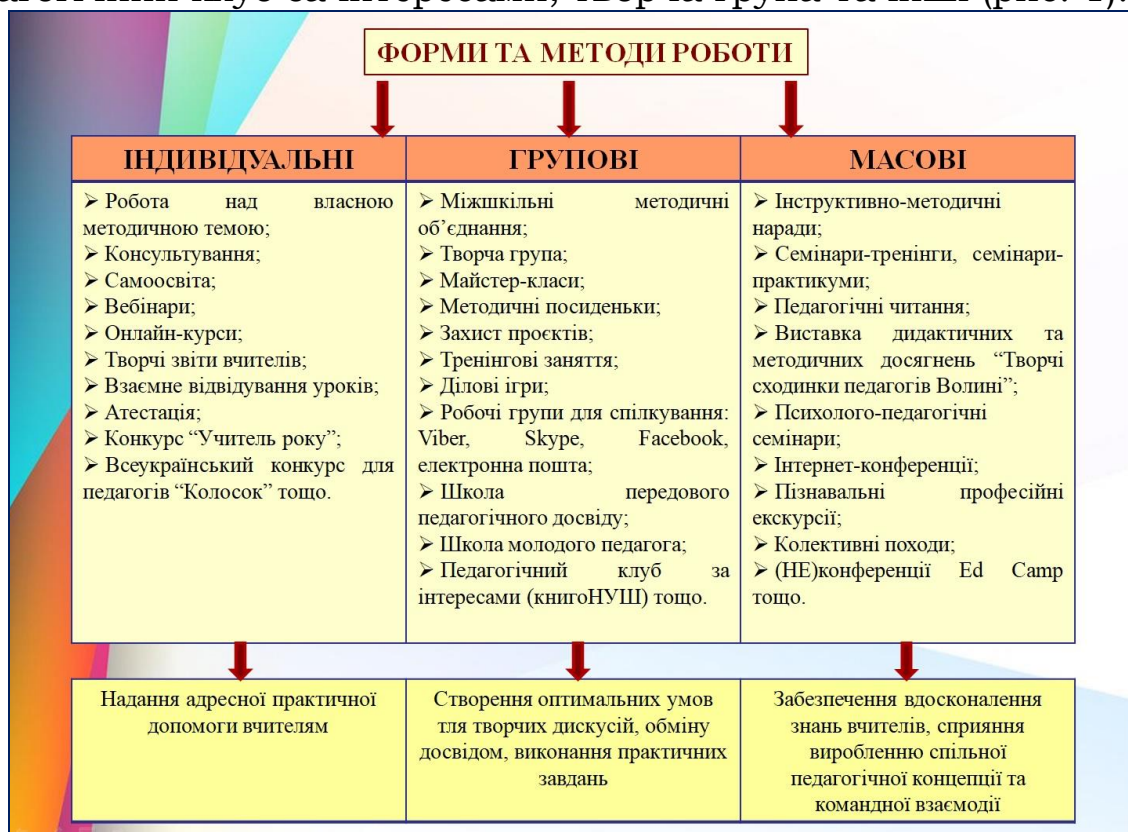 ФОРМИ ТА МЕТОДИ РОБОТИ
ІНДИВІДУАЛЬНІ
➢ Робота над власною
методичною темою;
➢ Консультування;
➢ Самоосвіта;
➢ Вебінари;
➢ Онлайн-курси;
➢ Творчі звіти вчителів;
➢ Взаємне відвідування уроків;
➢ Атестація;
➢ Конкурс “Учитель року”;
➢ Всеукраїнський конкурс для
педагогів “Колосок” тощо.
Надання адресної практичної
допомоги вчителям
ГРУПОВІ
➢ Міжшкільні методичні
об’єднання;
➢ Творча група;
➢ Майстер-класи;
➢ Методичні посиденьки;
➢ Захист проєктів;
➢ Тренінгові заняття;
➢ Ділові ігри;
➢ Робочі групи для спілкування:
Viber, Skype, Facebook,
електронна пошта;
➢ Школа передового
педагогічного досвіду;
➢ Школа молодого педагога;
➢ Педагогічний клуб за
інтересами (книгоНУШ) тощо.
Створення оптимальних умов
тля творчих дискусій, обміну
досвідом, виконання практичних
завдань
МАСОВІ
➢ Інструктивно-методичні
наради;
➢ Семінари-тренінги, семінари-
практикуми;
➢ Педагогічні читання;
➢ Виставка дидактичних та
методичних досягнень “Творчі
сходинки педагогів Волині”;
➢ Психолого-педагогічні
семінари;
➢ Інтернет-конференції;
➢ Пізнавальні професійні
екскурсії;
➢ Колективні походи;
➢ (НЕ)конференції Ed Camp
тощо.
Забезпечення вдосконалення
знань вчителів, сприяння
виробленню спільної
педагогічної концепції та
командної взаємодії